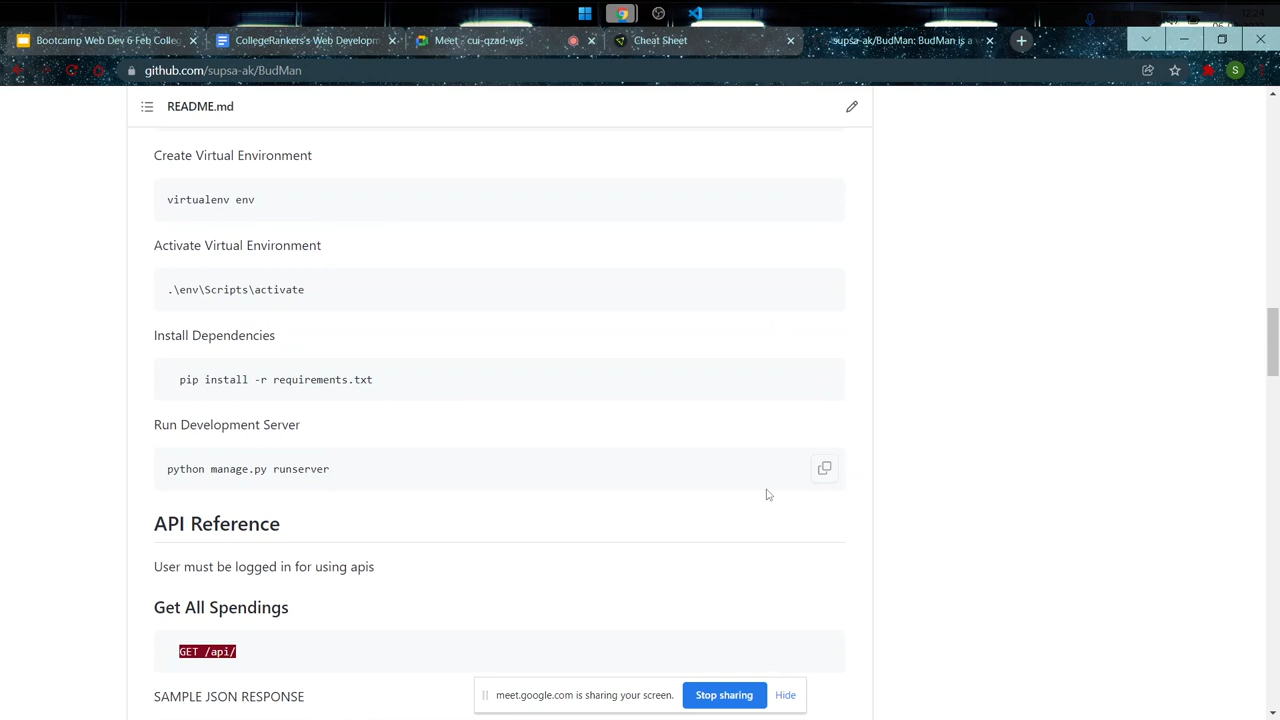 12:24
Bootcamp Web Dev 6 Feb Colle
CollegeRankers's Web Developm
Meet - cui-qzad-wjs
Cheat Sheet
supsa-ak/BudMan: BudMan is a
github.com/supsa-ak/BudMan
S
README.md
Create Virtual Environment
virtualenv env
Activate Virtual Environment
.\env\Scripts\activate
Install Dependencies
pip install -r requirements.txt
Run Development Server
python manage.py runserver
API Reference
User must be logged in for using apis
Get All Spendings
GET /api/
SAMPLE JSON RESPONSE
meet.google.com is sharing your screen.
Stop sharing
Hide